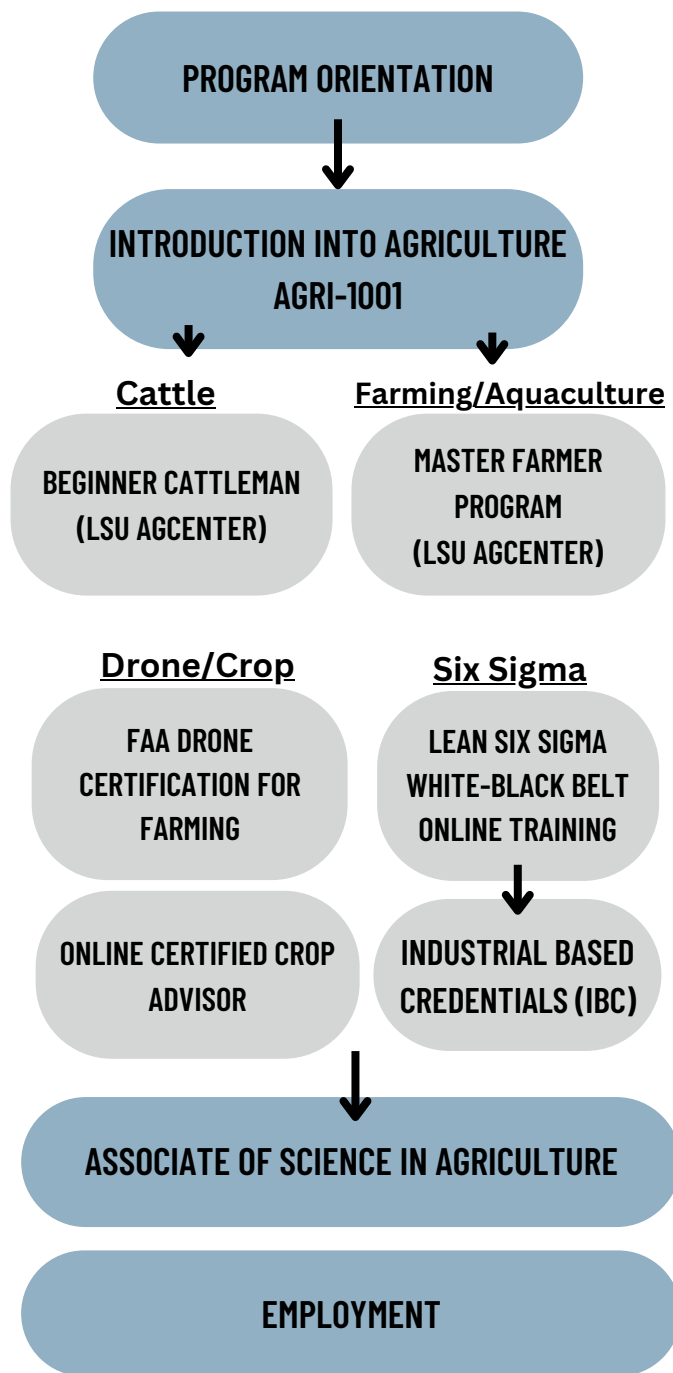 PROGRAM ORIENTATION
INTRODUCTION INTO AGRICULTURE
AGRI-1001
Cattle
BEGINNER CATTLEMAN
(LSU AGCENTER)
Farming/Aquaculture
MASTER FARMER
PROGRAM
(LSU AGCENTER)
Drone/Crop
FAA DRONE
CERTIFICATION FOR
FARMING
ONLINE CERTIFIED CROP
ADVISOR
Six Sigma
LEAN SIX SIGMA
WHITE-BLACK BELT
ONLINE TRAINING
INDUSTRIAL BASED
CREDENTIALS (IBC)
ASSOCIATE OF SCIENCE IN AGRICULTURE
EMPLOYMENT